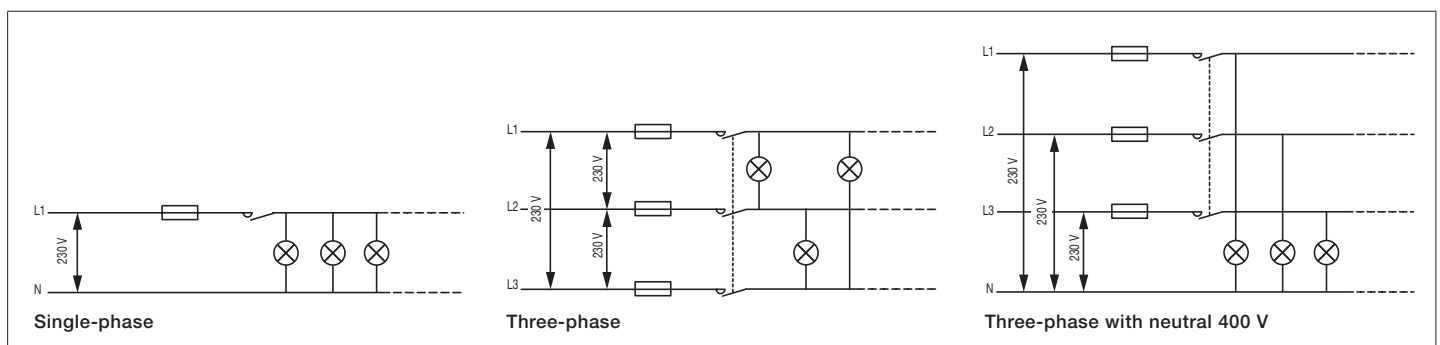 L1
230 V
N
Single-phase
L1
230 V
230 V
L2
230 V
L3
Three-phase
L1
L2
230 V
230 V
L3
230 V
N
Three-phase with neutral 400 V